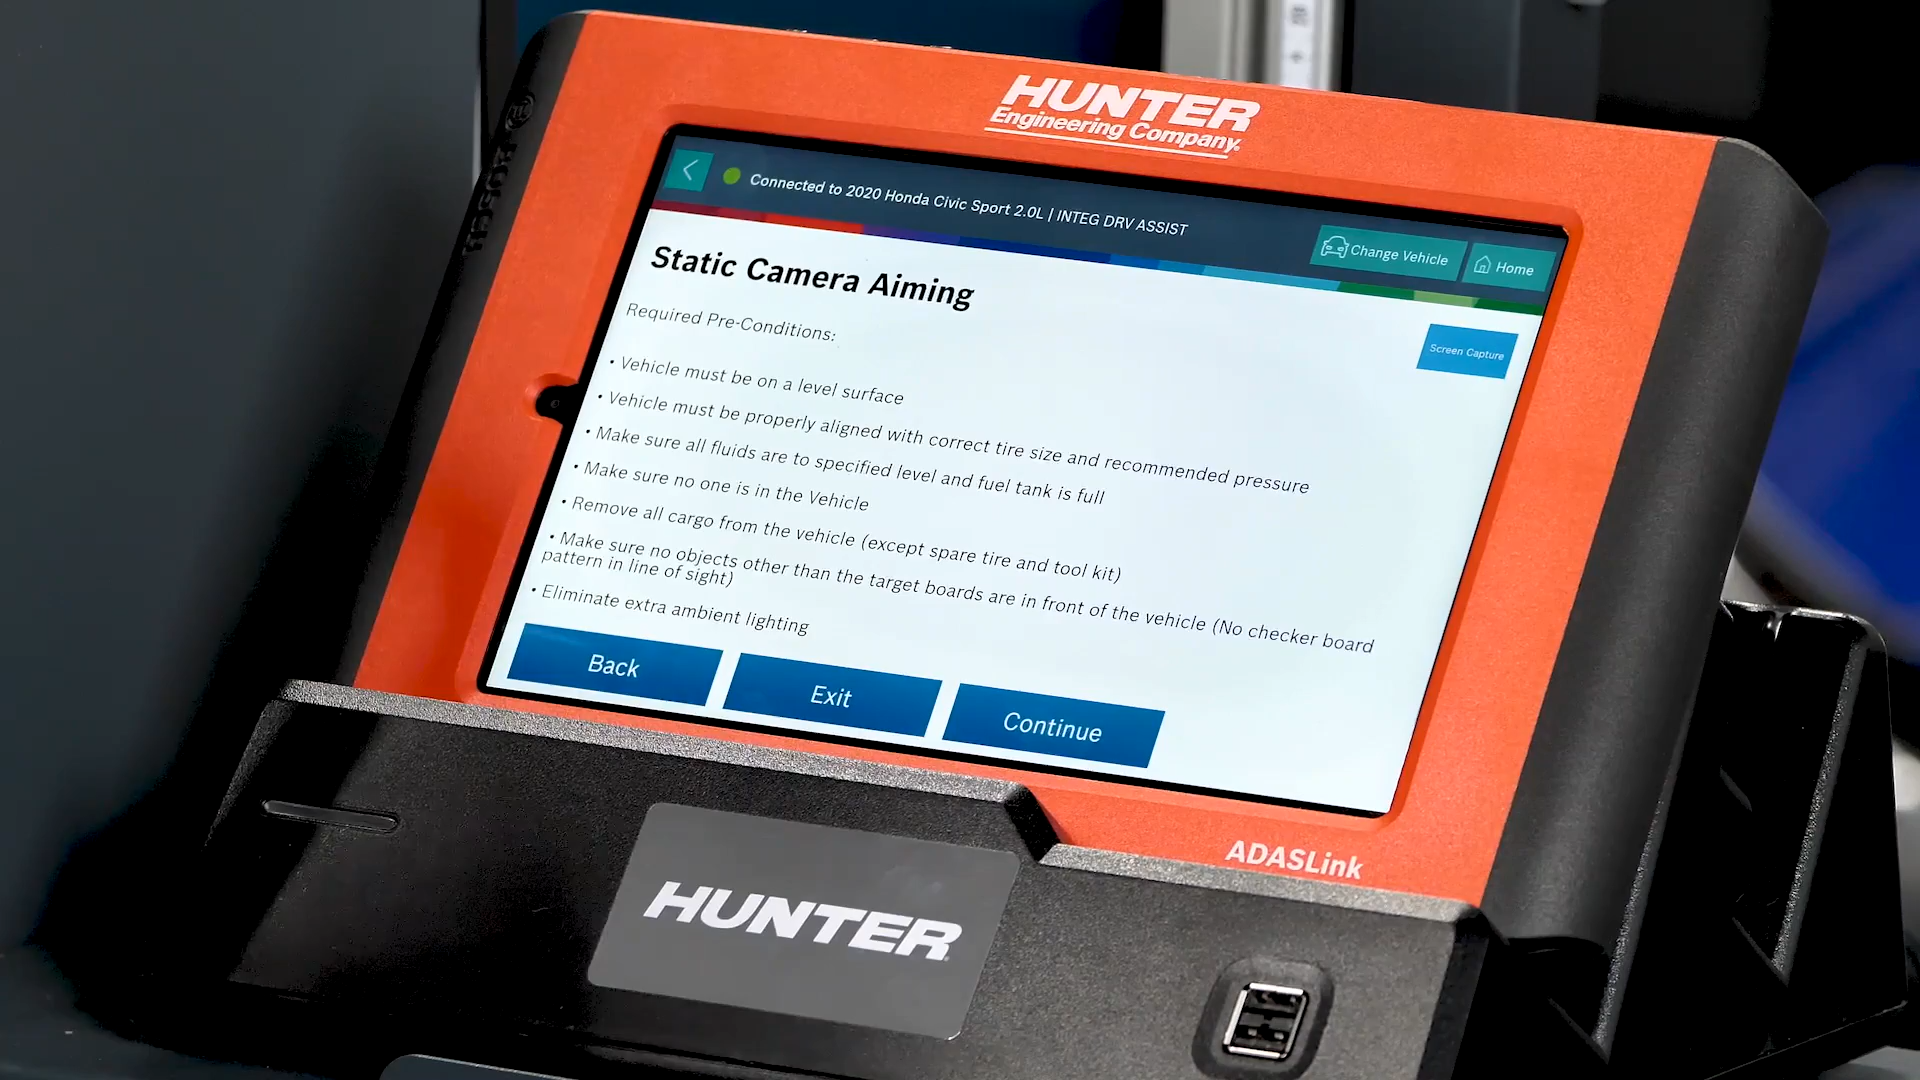 HUNTER
Engineering Company.
BOSCH
Connected to 2020 Honda Civic Sport 2.0L | INTEG DRV ASSIST
Change Vehicle
Home
Static Camera Aiming
Screen Capture
Required Pre-Conditions:
• Vehicle must be on a level surface
• Vehicle must be properly aligned with correct tire size and recommended pressure
• Make sure all fluids are to specified level and fuel tank is full
• Make sure no one is in the Vehicle
• Remove all cargo from the vehicle (except spare tire and tool kit)
• Make sure no objects other than the target boards are in front of the vehicle (No checker board
pattern in line of sight)
• Eliminate extra ambient lighting
Back
Exit
Continue
ADASLink
HUNTER